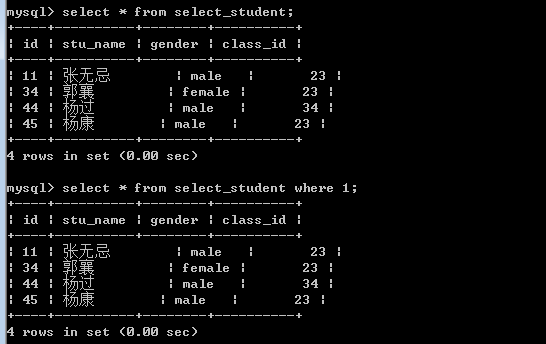 mysql> select * from select_student;
+----+----------+--------+----------+
| id | stu_name | gender | class_id |
+----+----------+--------+----------+
| 11 | 张无忌        | male   |       23 |
| 34 | 郭襄         | female |       23 |
| 44 | 杨过         | male   |       34 |
| 45 | 杨康         | male   |       23 |
+----+----------+--------+----------+
4 rows in set (0.00 sec)
mysql> select * from select_student where 1;
+----+----------+--------+----------+
| id | stu_name | gender | class_id |
+----+----------+--------+----------+
| 11 | 张无忌        | male   |       23 |
| 34 | 郭襄         | female |       23 |
| 44 | 杨过         | male   |       34 |
| 45 | 杨康         | male   |       23 |
+----+----------+--------+----------+
4 rows in set (0.00 sec)